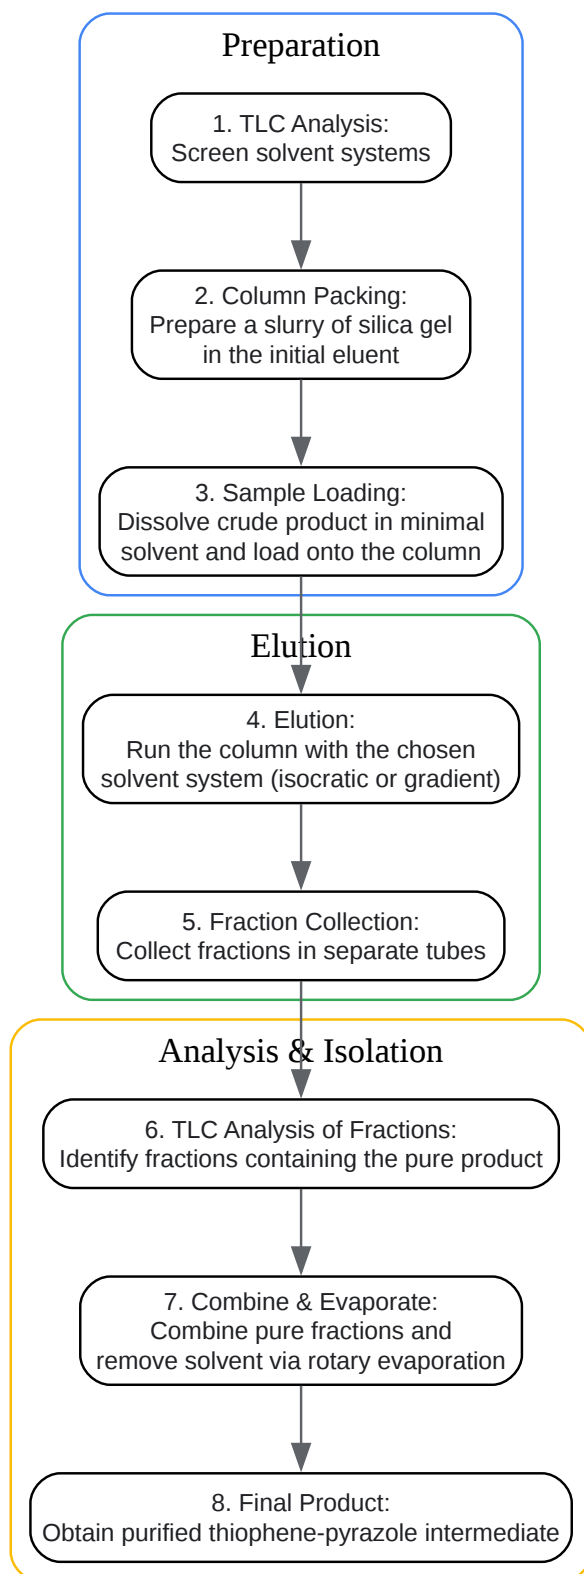 Preparation
1. TLC Analysis:
Screen solvent systems
2. Column Packing:
Prepare a slurry of silica gel
in the initial eluent
3. Sample Loading:
Dissolve crude product in minimal
solvent and load onto the column
Elution
4. Elution:
Run the column with the chosen
solvent system (isocratic or gradient)
5. Fraction Collection:
Collect fractions in separate tubes
Analysis & Isolation
6. TLC Analysis of Fractions:
Identify fractions containing the pure product
7. Combine & Evaporate:
Combine pure fractions and
remove solvent via rotary evaporation
8. Final Product:
Obtain purified thiophene-pyrazole intermediate